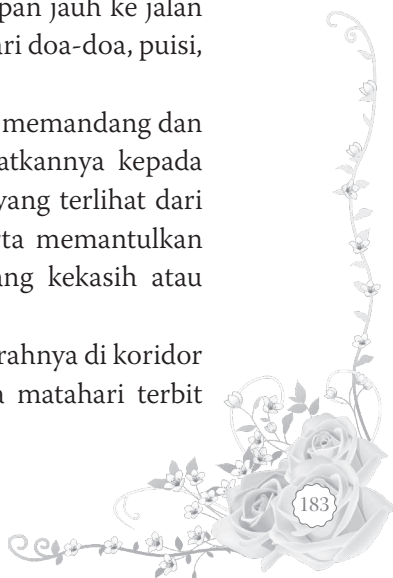 pan jauh ke jalan
ari doa-doa, puisi,
memandang dan
atkannya kepada
yang terlihat dari
rta memantulkan
ang kekasih atau
rahnya di koridor
a matahari terbit
183